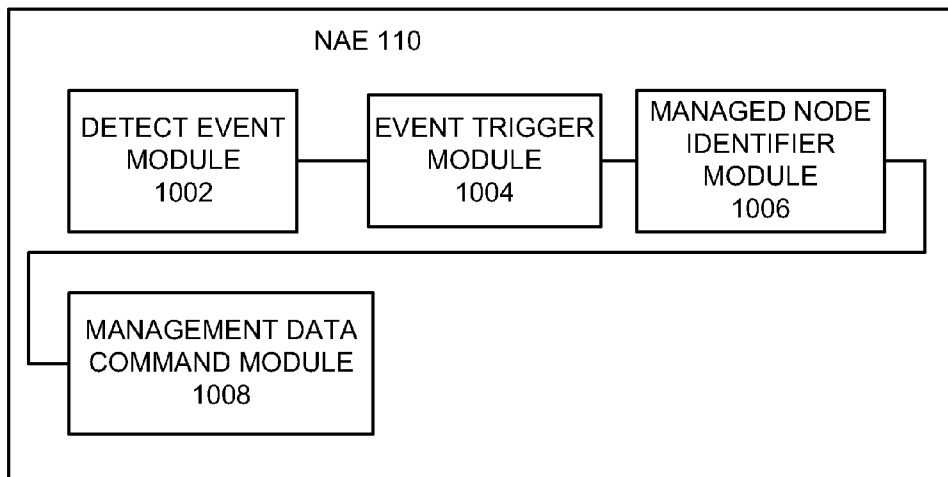 NAE 110
DETECT EVENT
MODULE
1002
EVENT TRIGGER
MODULE
1004
MANAGED NODE
IDENTIFIER
MODULE
1006
MANAGEMENT DATA
COMMAND MODULE
1008